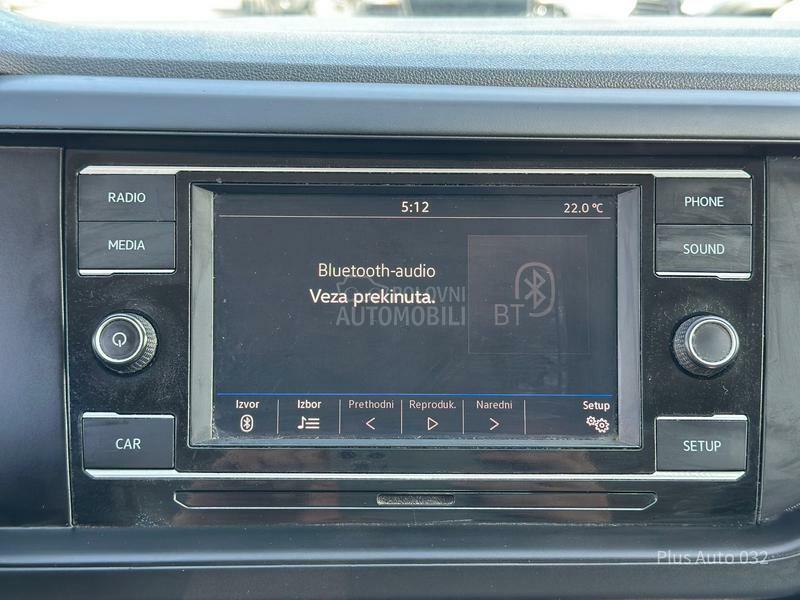 RADIO
MEDIA
CAR
5:12
22.0 °C
Bluetooth-audio
Veza prekinuta.
BT
POLOVNI
AUTOMOBILI
Izvor
Izbor
Prethodni
Reproduk.
Naredni
Setup
PHONE
SOUND
SETUP
Plus Auto 032